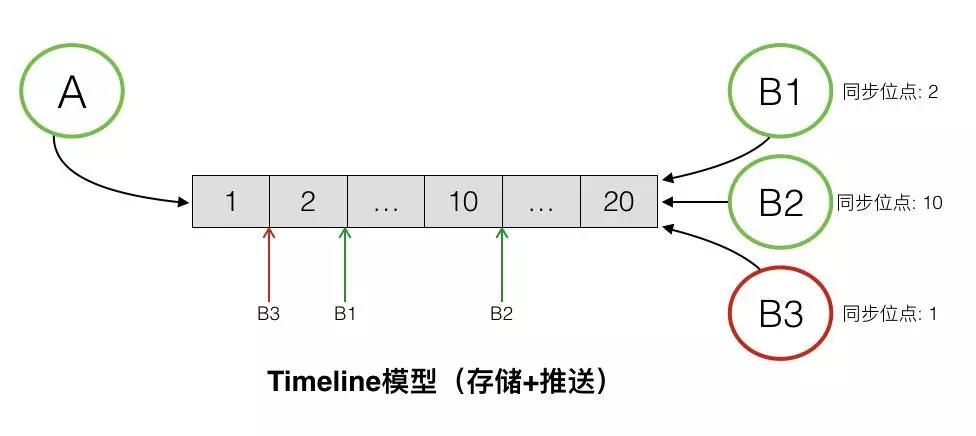 A
B1
同步位点: 2
1 2 … 10 … 20
B2
同步位点: 10
B3 B1 B2
B3
同步位点: 1
Timeline模型（存储+推送）